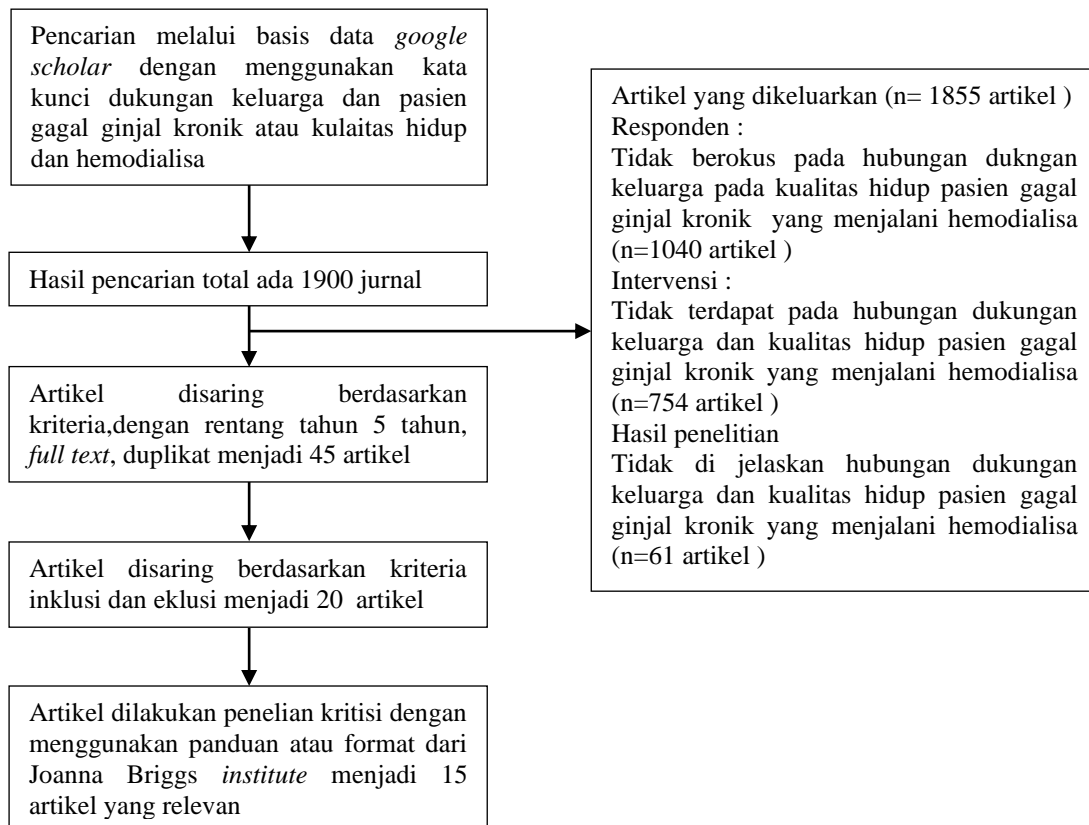 Pencarian melalui basis data google
scholar dengan menggunakan kata
kunci dukungan keluarga dan pasien
gagal ginjal kronik atau kulaitas hidup
dan hemodialisa
Hasil pencarian total ada 1900 jurnal
Artikel yang dikeluarkan (n= 1855 artikel )
Responden :
Tidak berokus pada hubungan dukngan
keluarga pada kualitas hidup pasien gagal
ginjal kronik yang menjalani hemodialisa
(n=1040 artikel )
Intervensi :
Tidak terdapat pada hubungan dukungan
keluarga dan kualitas hidup pasien gagal
ginjal kronik yang menjalani hemodialisa
(n=754 artikel )
Hasil penelitian
Tidak di jelaskan hubungan dukungan
keluarga dan kualitas hidup pasien gagal
ginjal kronik yang menjalani hemodialisa
(n=61 artikel )
Artikel disaring berdasarkan
kriteria,dengan rentang tahun 5 tahun,
full text, duplikat menjadi 45 artikel
Artikel disaring berdasarkan kriteria
inklusi dan eklusi menjadi 20 artikel
Artikel dilakukan penelian kritisi dengan
menggunakan panduan atau format dari
Joanna Briggs institute menjadi 15
artikel yang relevan